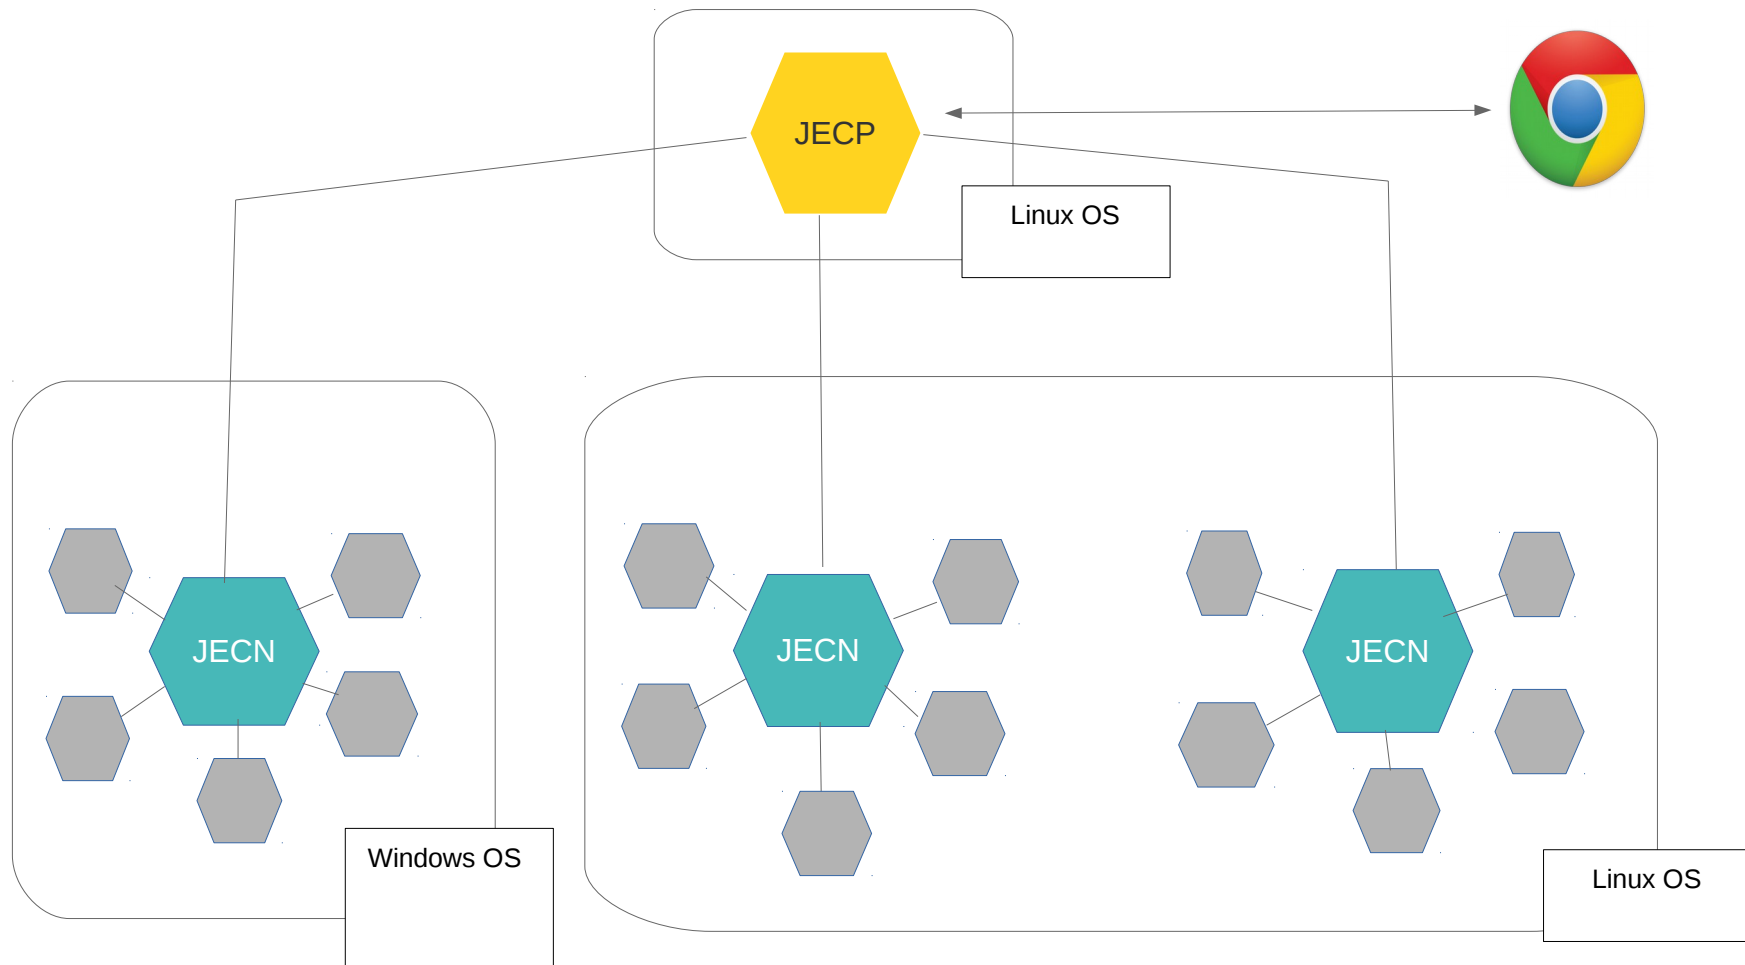 JECP
Linux OS
JECN
JECN
JECN
Windows OS
Linux OS